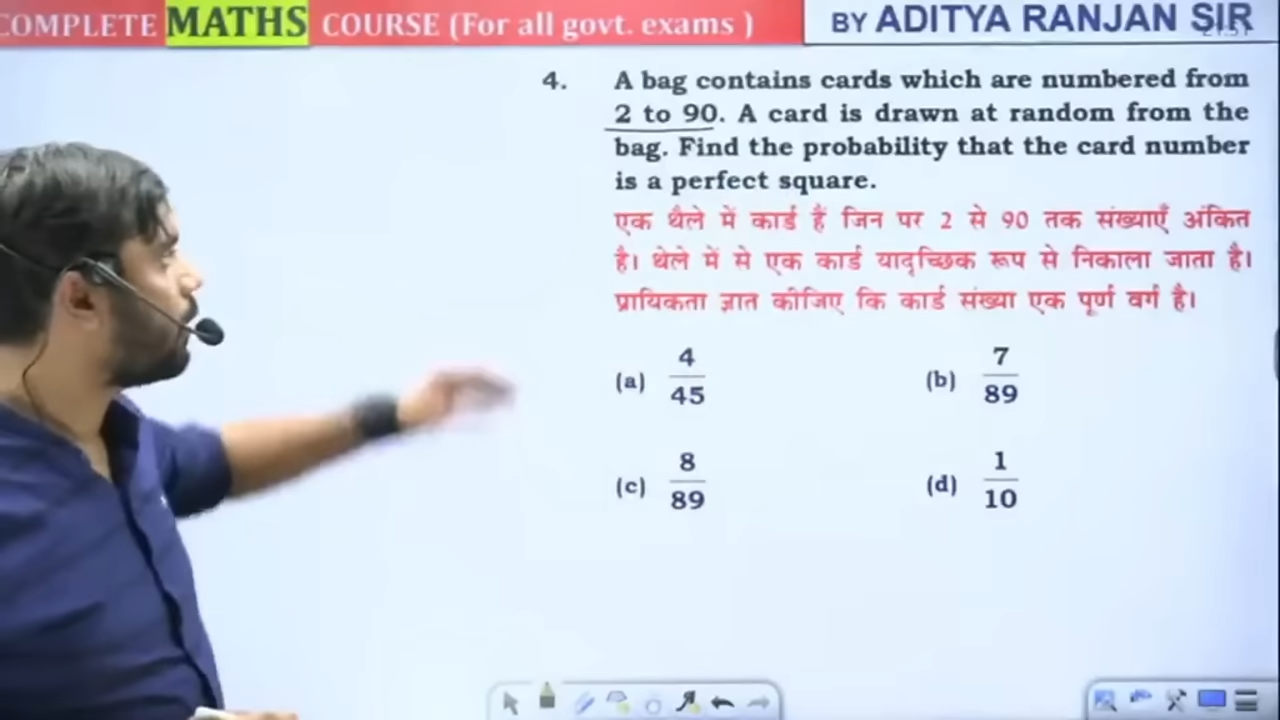 COMPLETE MATHS COURSE (For all govt. exams )
BY ADITYA RANJAN SIR
4. A bag contains cards which are numbered from
2 to 90. A card is drawn at random from the
bag. Find the probability that the card number
is a perfect square.
एक थैले में कार्ड हैं जिन पर 2 से 90 तक संख्याएँ अंकित
है। थेले में से एक कार्ड यादृच्छिक रूप से निकाला जाता है।
प्रायिकता ज्ञात कीजिए कि कार्ड संख्या एक पूर्ण वर्ग है।
(a) 4/45 (b) 7/89
(c) 8/89 (d) 1/10